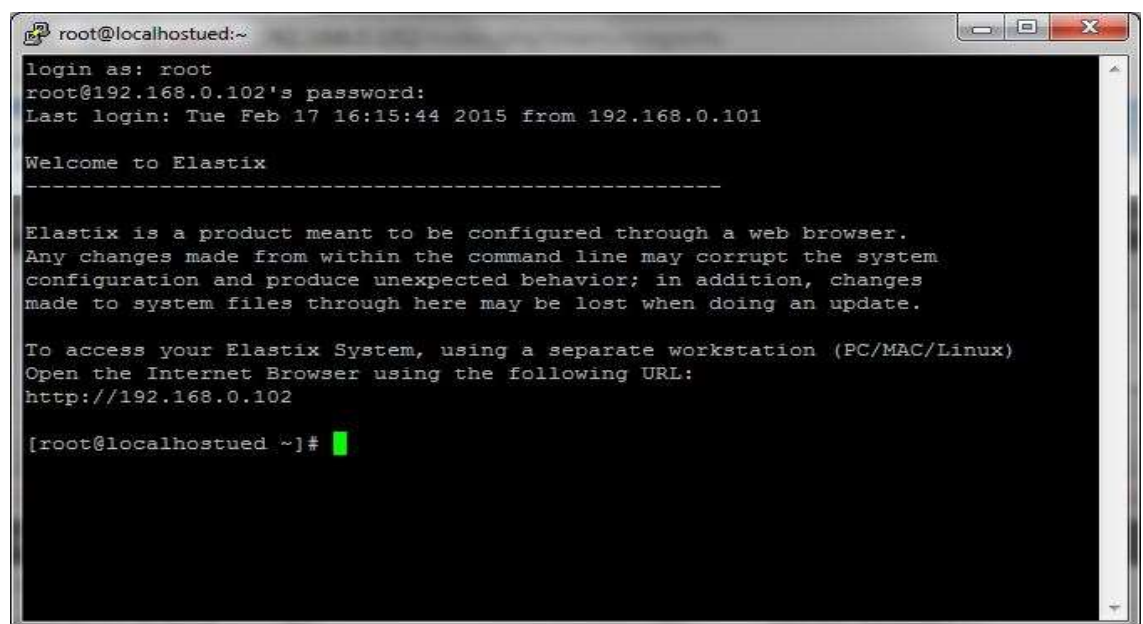 root@localhostued:~
login as: root
root@192.168.0.102's password:
Last login: Tue Feb 17 16:15:44 2015 from 192.168.0.101
Welcome to Elastix
----------------------------------------------------
Elastix is a product meant to be configured through a web browser.
Any changes made from within the command line may corrupt the system
configuration and produce unexpected behavior; in addition, changes
made to system files through here may be lost when doing an update.
To access your Elastix System, using a separate workstation (PC/MAC/Linux)
Open the Internet Browser using the following URL:
http://192.168.0.102
[root@localhostued ~]#